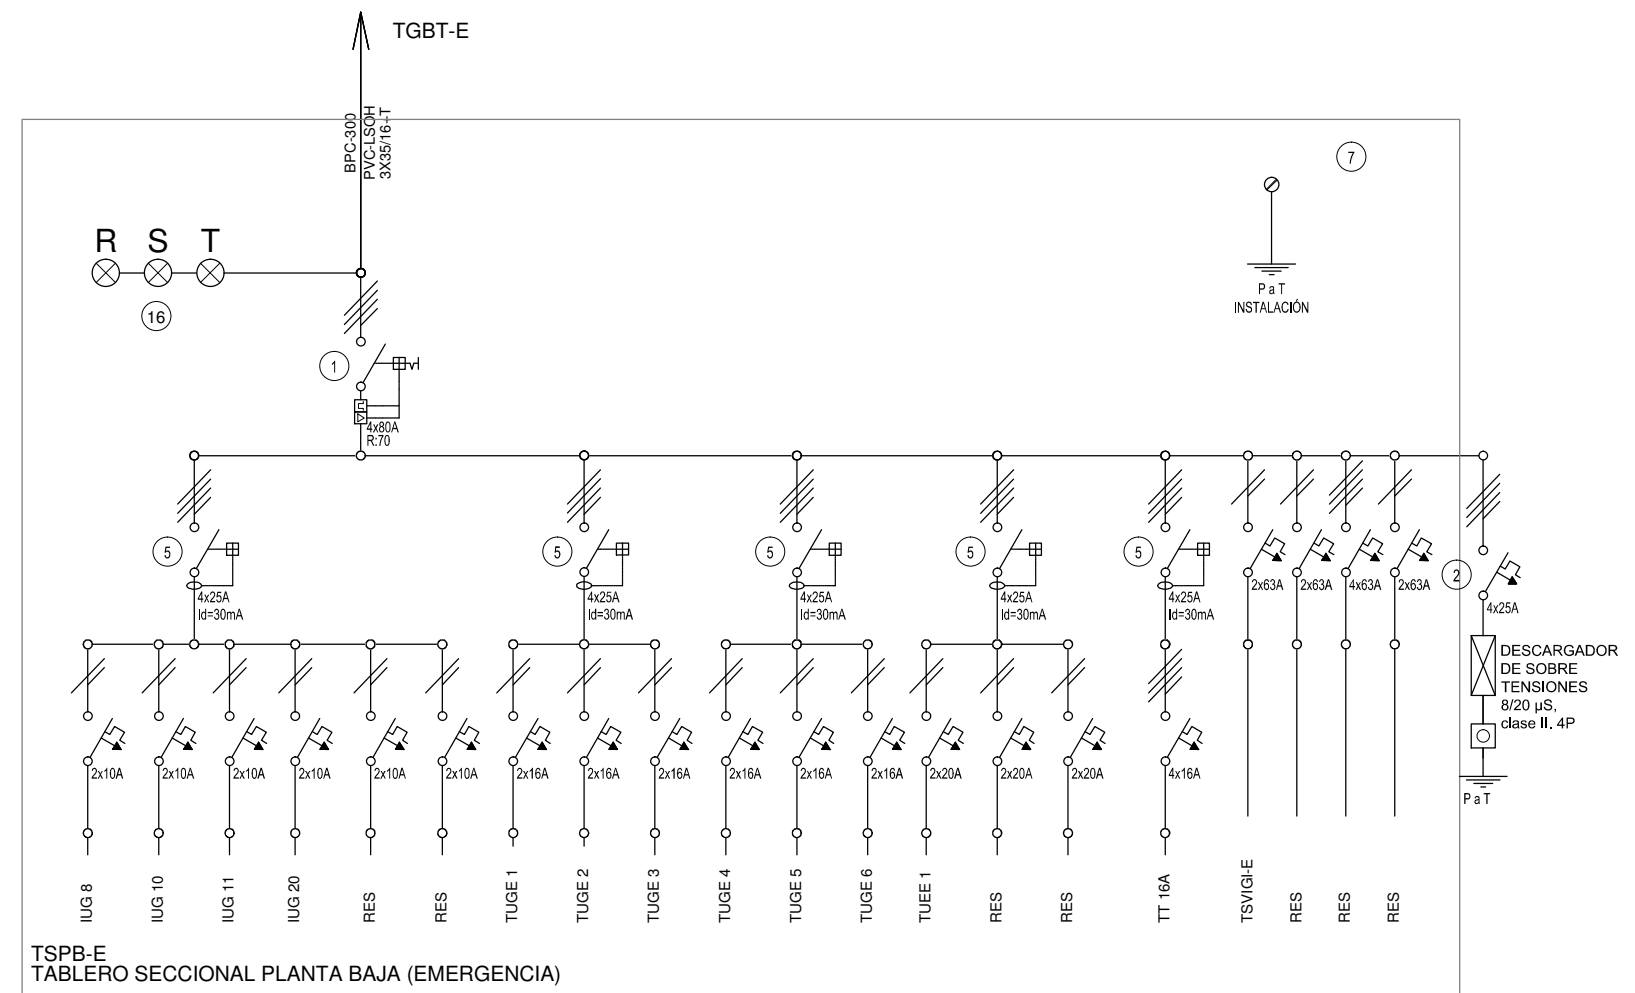 TGBT-E
BPC-300
PVC-LSOH
3X35/16+T
7
R S T
16
PaT
INSTALACIÓN
1
4x80A
R:70
5 5 5 5 5
2
2x63A 2x63A 4x63A 2x63A
4x25A 4x25A 4x25A 4x25A 4x25A
Id=30mA Id=30mA Id=30mA Id=30mA Id=30mA
4x25A
DESCARGADOR
DE SOBRE
TENSIONES
8/20 µS,
clase II, 4P
2x10A 2x10A 2x10A 2x10A 2x10A 2x10A 2x16A 2x16A 2x16A 2x16A 2x16A 2x16A 2x20A 2x20A 2x20A 4x16A
PaT
IUG 8
IUG 10
IUG 11
IUG 20
RES
RES
TUGE 1
TUGE 2
TUGE 3
TUGE 4
TUGE 5
TUGE 6
TUEE 1
RES
RES
TT 16A
TSVIGI-E
RES
RES
RES
TSPB-E
TABLERO SECCIONAL PLANTA BAJA (EMERGENCIA)